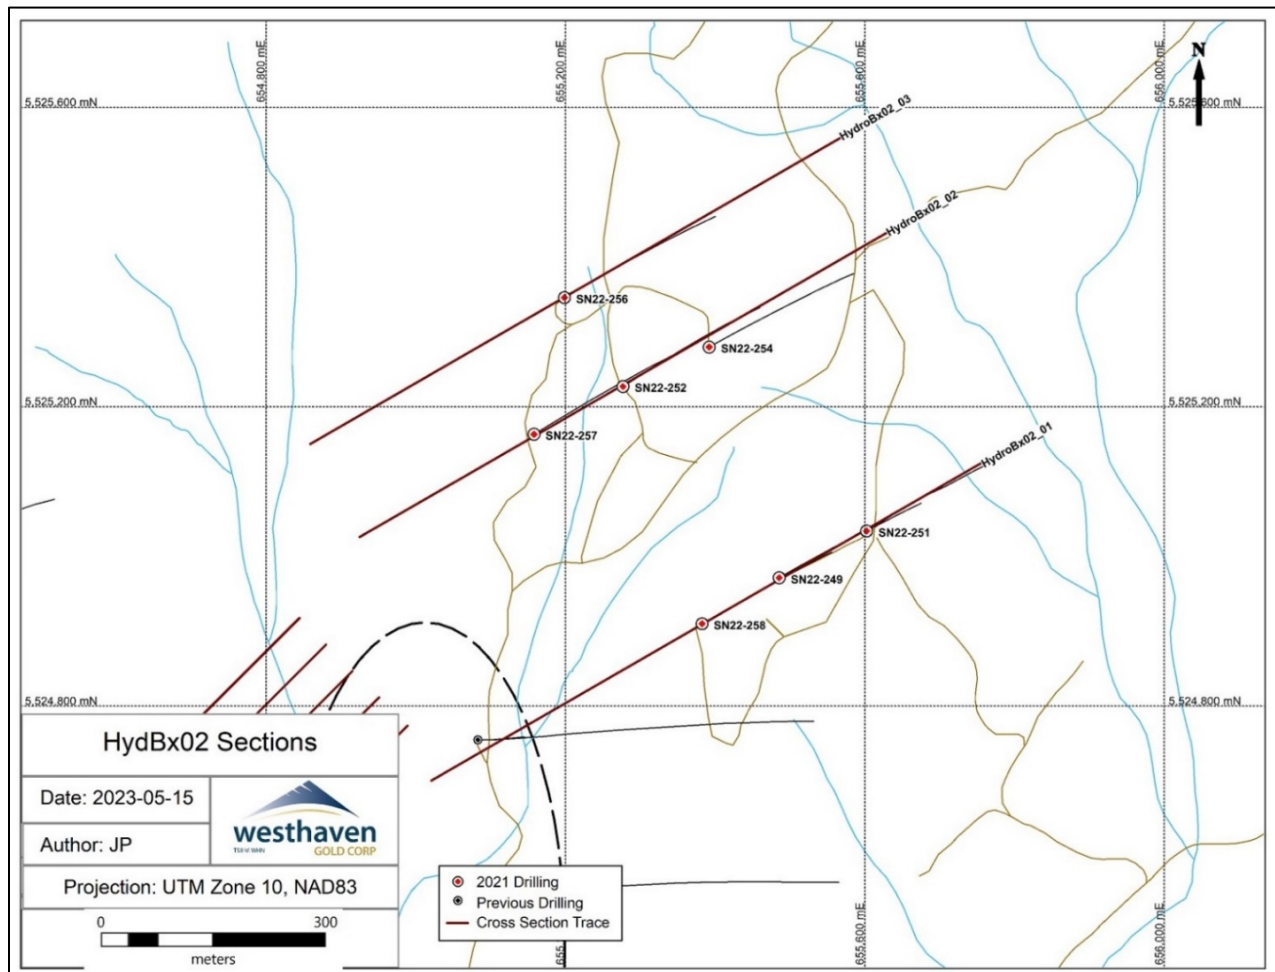 654,800 mE
655,200 mE
655,600 mE
656,000 mE
N
5,525,600 mN
5,525,600 mN
HydroBx02_03
HydroBx02_02
SN22-256
SN22-254
SN22-252
5,525,200 mN
5,525,200 mN
SN22-257
HydroBx02_01
SN22-251
SN22-249
SN22-258
5,524,800 mN
5,524,800 mN
HydBx02 Sections
Date: 2023-05-15
Author: JP
westhaven
GOLD CORP
Projection: UTM Zone 10, NAD83
0 300
meters
2021 Drilling
Previous Drilling
Cross Section Trace
655,600 mE
656,000 mE